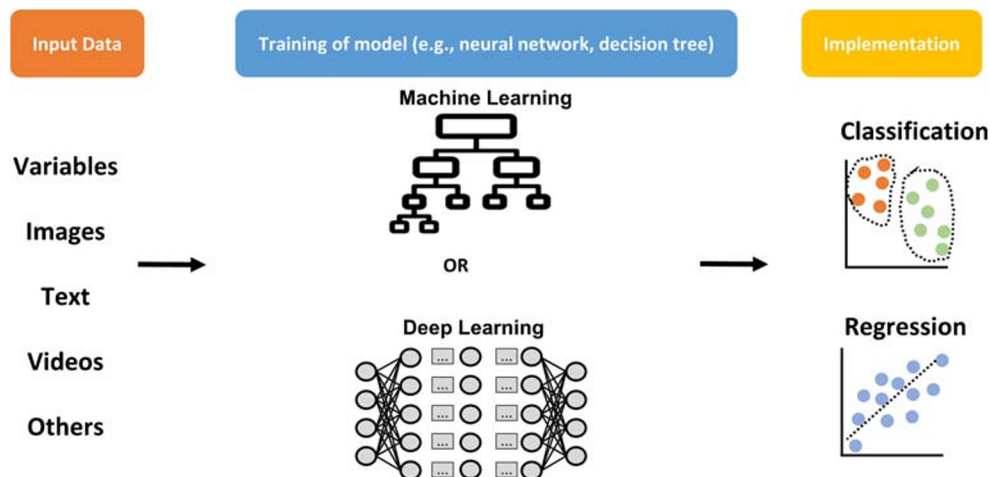 Input Data
Training of model (e.g., neural network, decision tree)
Implementation
Variables
Images
Text
Videos
Others
Machine Learning
OR
Deep Learning
... ...
... ...
... ...
... ...
... ...
Classification
Regression